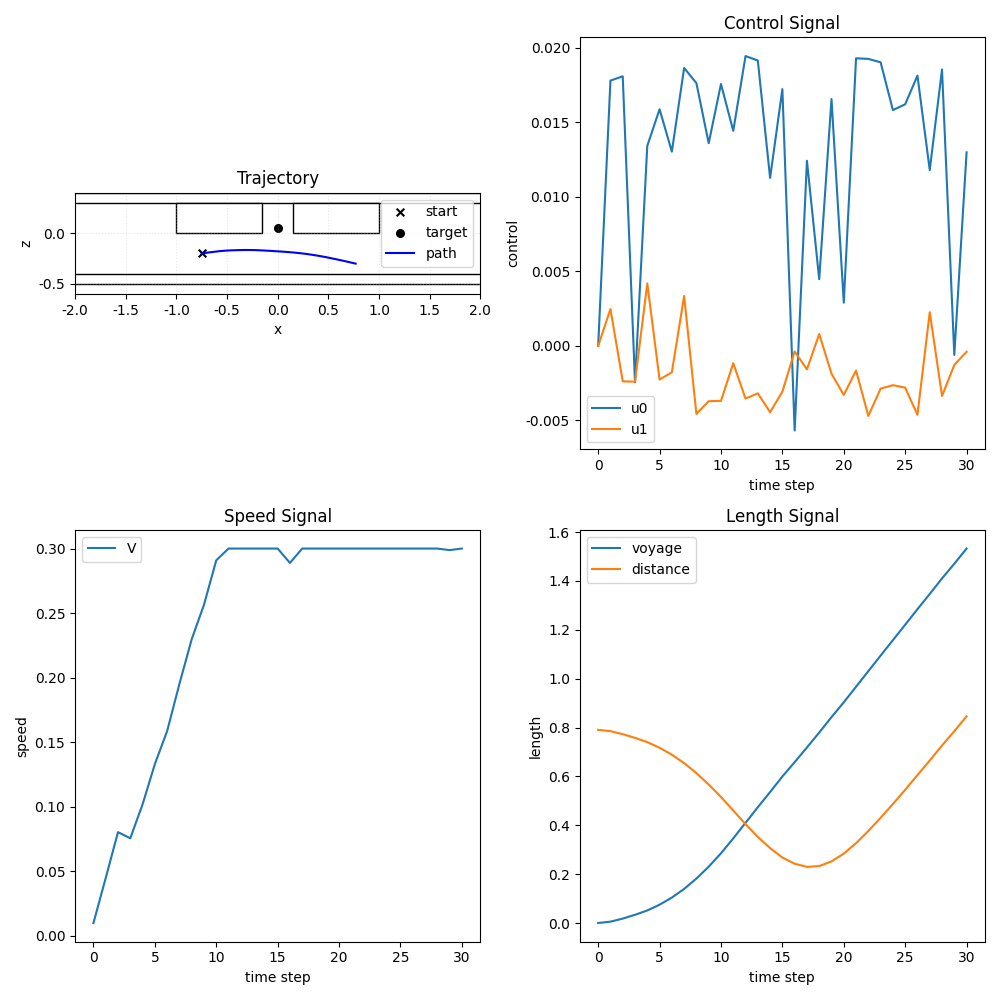 Trajectory
0.0
-0.5
z
-2.0 -1.5 -1.0 -0.5 0.0 0.5 1.0 1.5 2.0
x
start
target
path
Control Signal
0.020
0.015
0.010
0.005
0.000
-0.005
control
u0
u1
0 5 10 15 20 25 30
time step
Speed Signal
V
0.30
0.25
0.20
0.15
0.10
0.05
0.00
speed
0 5 10 15 20 25 30
time step
Length Signal
voyage
distance
1.6
1.4
1.2
1.0
0.8
0.6
0.4
0.2
0.0
length
0 5 10 15 20 25 30
time step